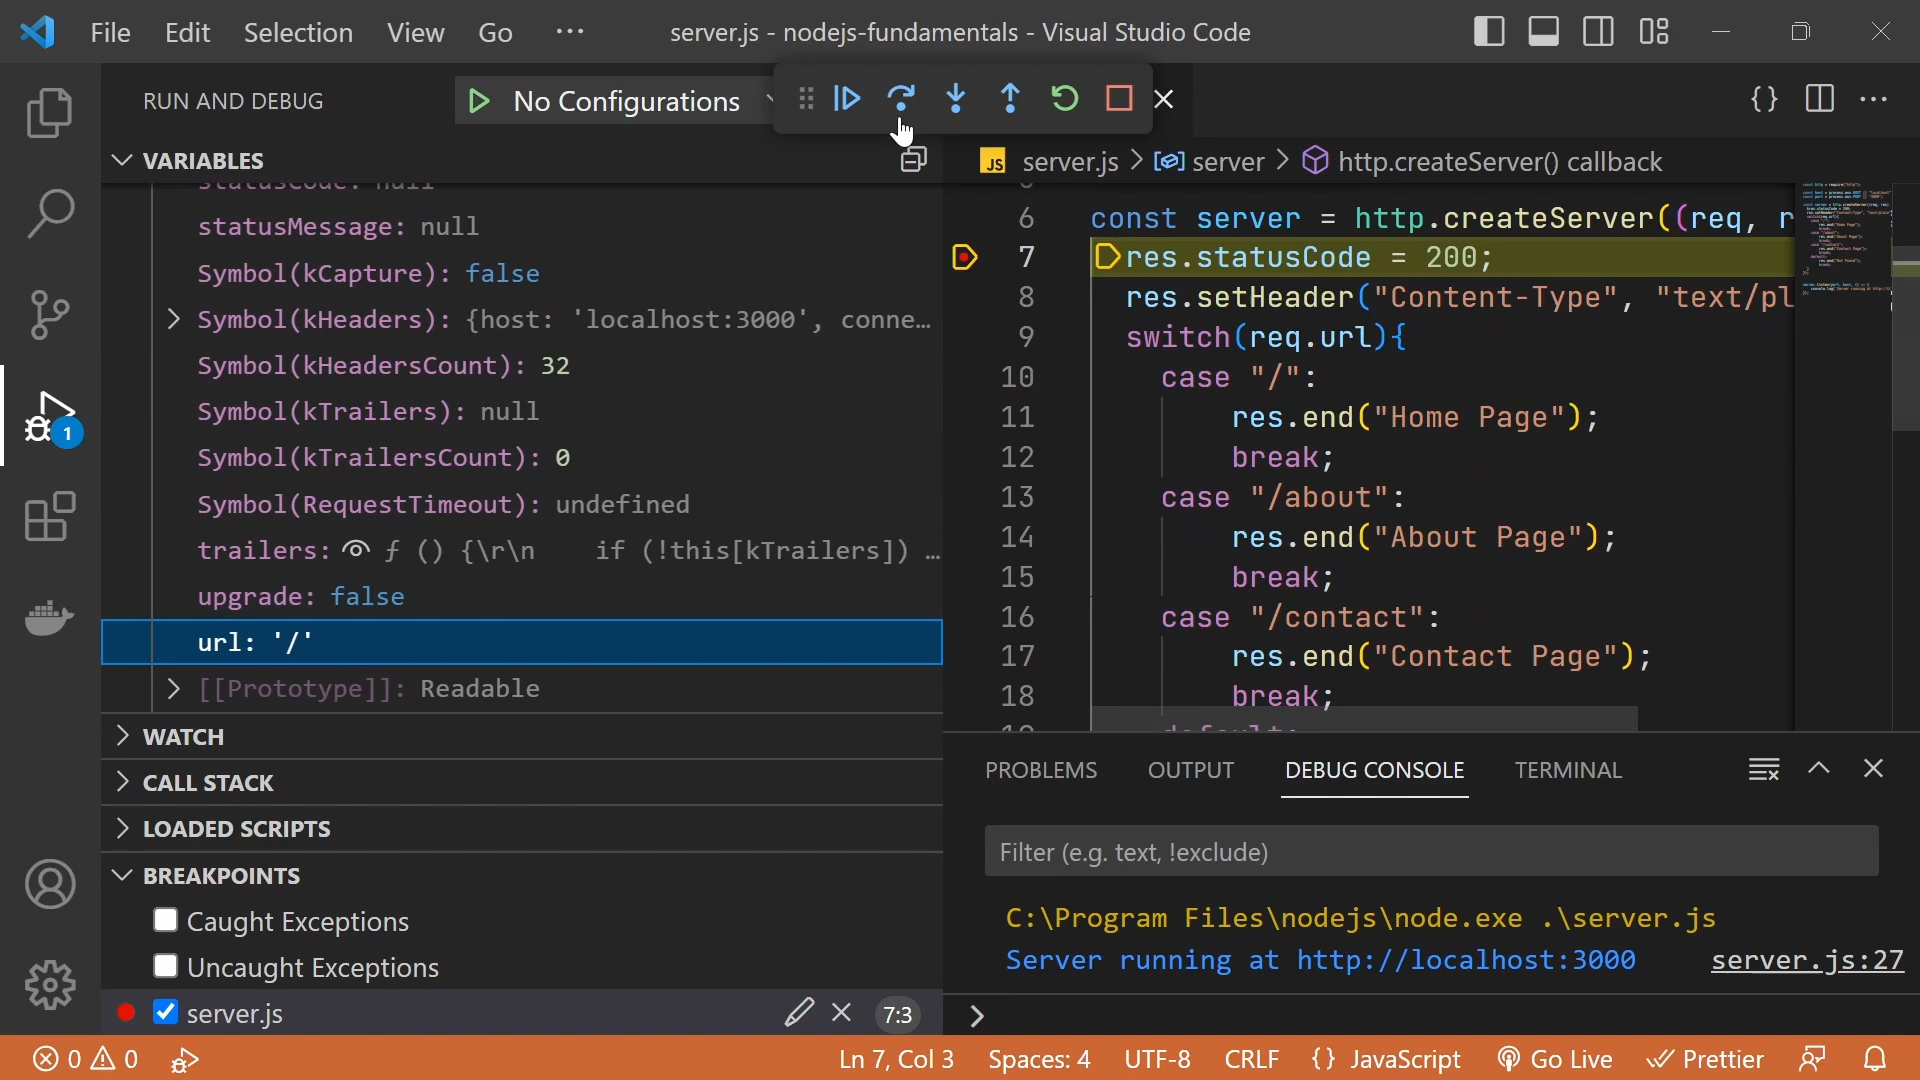 File Edit Selection View Go ··· server.js - nodejs-fundamentals - Visual Studio Code
RUN AND DEBUG No Configurations
VARIABLES
server.js > server > http.createServer() callback
statusCode: null
statusMessage: null
Symbol(kCapture): false
Symbol(kHeaders): {host: 'localhost:3000', conne…
Symbol(kHeadersCount): 32
Symbol(kTrailers): null
Symbol(kTrailersCount): 0
Symbol(RequestTimeout): undefined
trailers: ƒ () {\r\n    if (!this[kTrailers]) …
upgrade: false
url: '/'
[[Prototype]]: Readable
WATCH
CALL STACK
LOADED SCRIPTS
BREAKPOINTS
Caught Exceptions
Uncaught Exceptions
server.js 7:3
6 const server = http.createServer((req, r
7 res.statusCode = 200;
8 res.setHeader("Content-Type", "text/pl
9 switch(req.url){
10 case "/":
11 res.end("Home Page");
12 break;
13 case "/about":
14 res.end("About Page");
15 break;
16 case "/contact":
17 res.end("Contact Page");
18 break;
19 default:
PROBLEMS OUTPUT DEBUG CONSOLE TERMINAL
Filter (e.g. text, !exclude)
C:\Program Files\nodejs\node.exe .\server.js
Server running at http://localhost:3000 server.js:27
1
0 0 Ln 7, Col 3 Spaces: 4 UTF-8 CRLF {} JavaScript Go Live Prettier